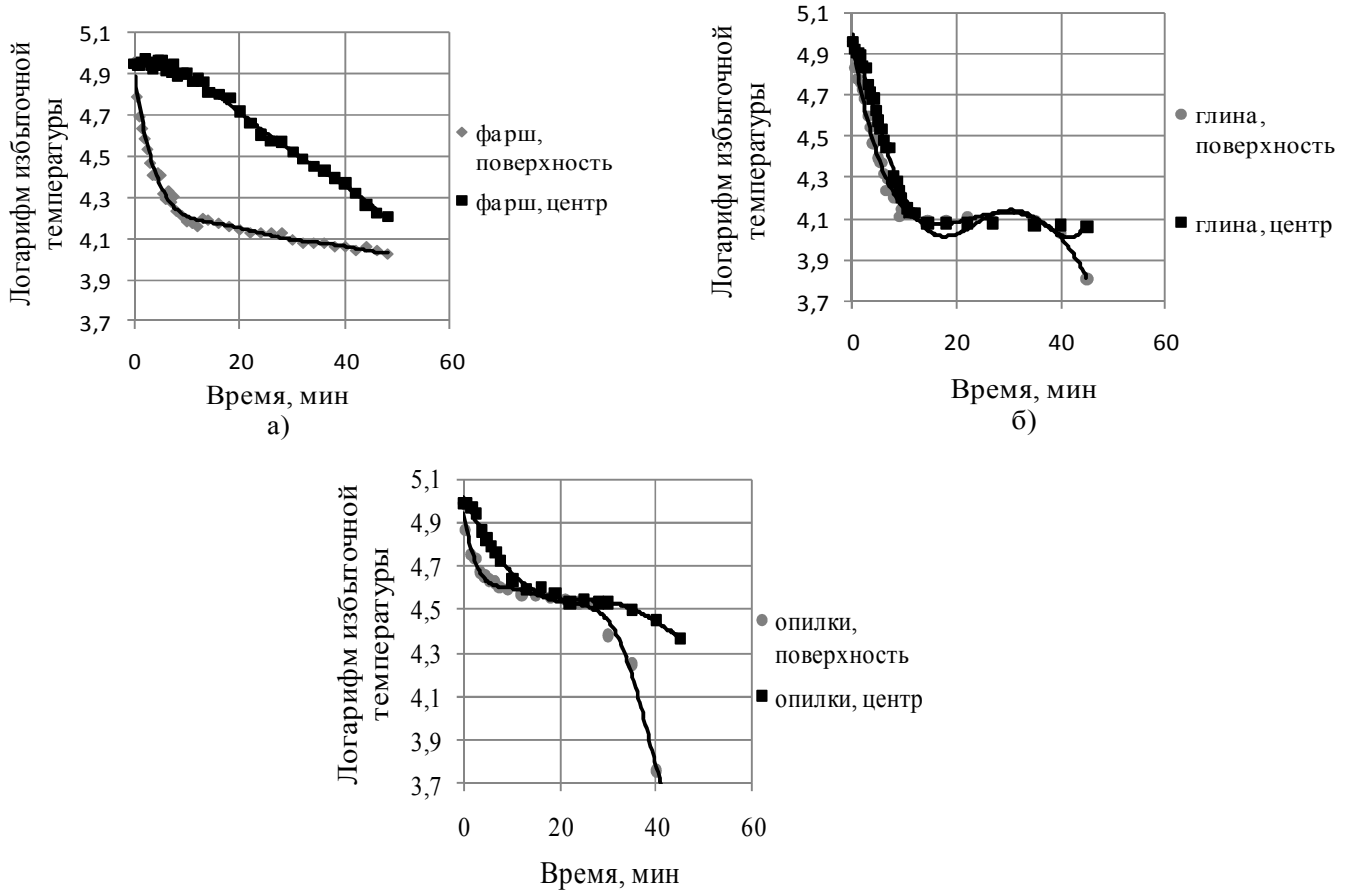 Логарифм избыточной
температуры
5,1
4,9
4,7
4,5
4,3
4,1
3,9
3,7
0
20
40
60
Время, мин
а)
фарш,
поверхность
фарш, центр
Логарифм избыточной
температуры
5,1
4,9
4,7
4,5
4,3
4,1
3,9
3,7
0
20
40
60
Время, мин
б)
глина,
поверхность
глина, центр
Логарифм избыточной
температуры
5,1
4,9
4,7
4,5
4,3
4,1
3,9
3,7
0
20
40
60
Время, мин
опилки,
поверхность
опилки, центр